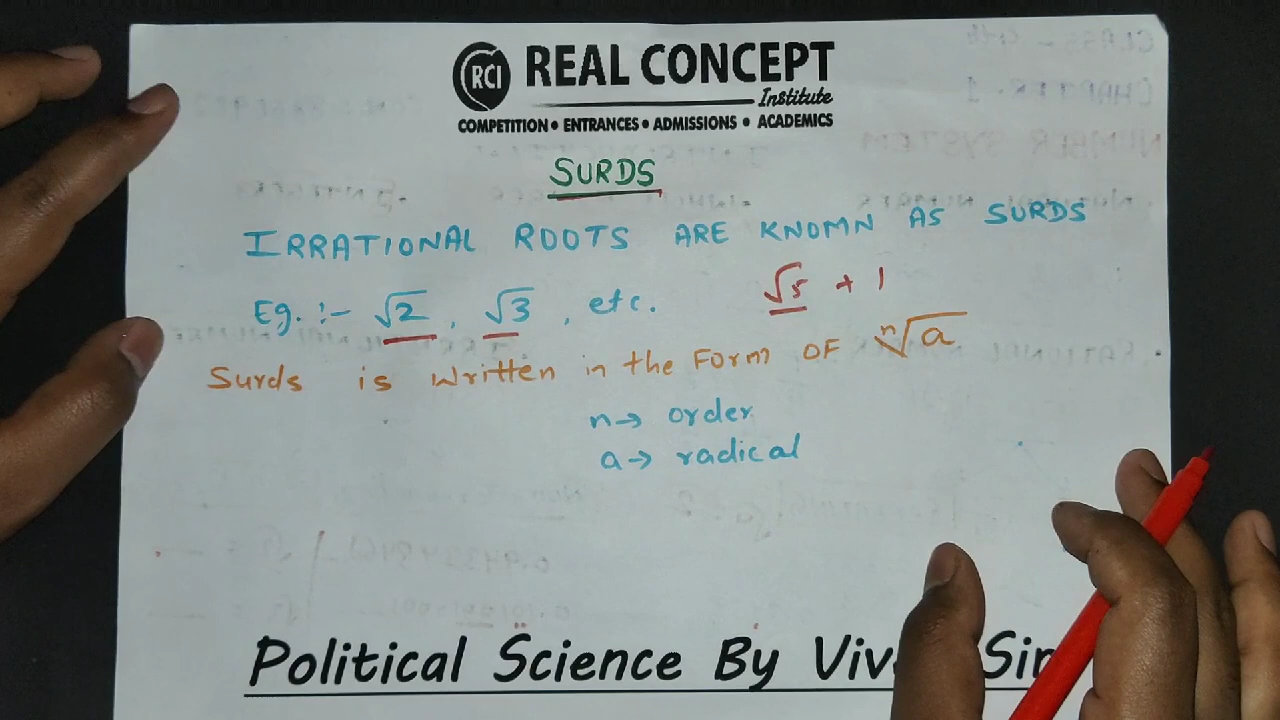 RCI REAL CONCEPT
Institute
COMPETITION • ENTRANCES • ADMISSIONS • ACADEMICS
SURDS
IRRATIONAL ROOTS ARE KNOMN AS SURDS
Eg. :- √2, √3, etc. √5 + 1
Surds is written in the Form OF ⁿ√a
n → order
a → radical
Political Science By Sir